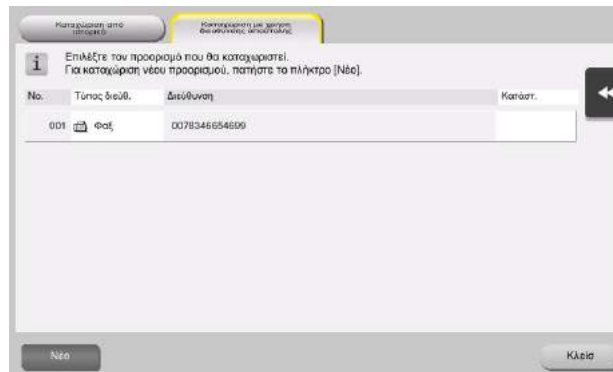 Καταχώριση από
ιστορικό
Καταχώριση με χρήση
διεύθυνσης αποστολής
Επιλέξτε τον προορισμό που θα καταχωριστεί.
Για καταχώριση νέου προορισμού, πατήστε το πλήκτρο [Νέο].
No. Τύπος διεύθ. Διεύθυνση Κατάστ.
001 Φαξ 0078346654699
Νέο Κλείσ